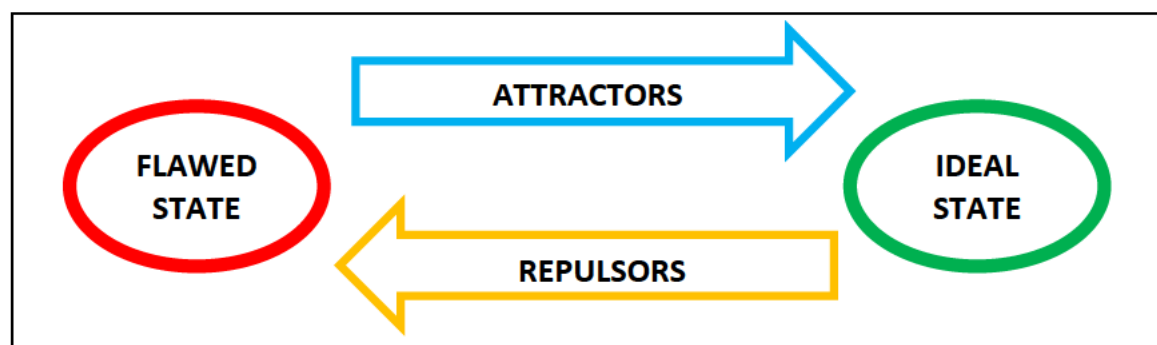 ATTRACTORS
FLAWED
STATE
IDEAL
STATE
REPULSORS